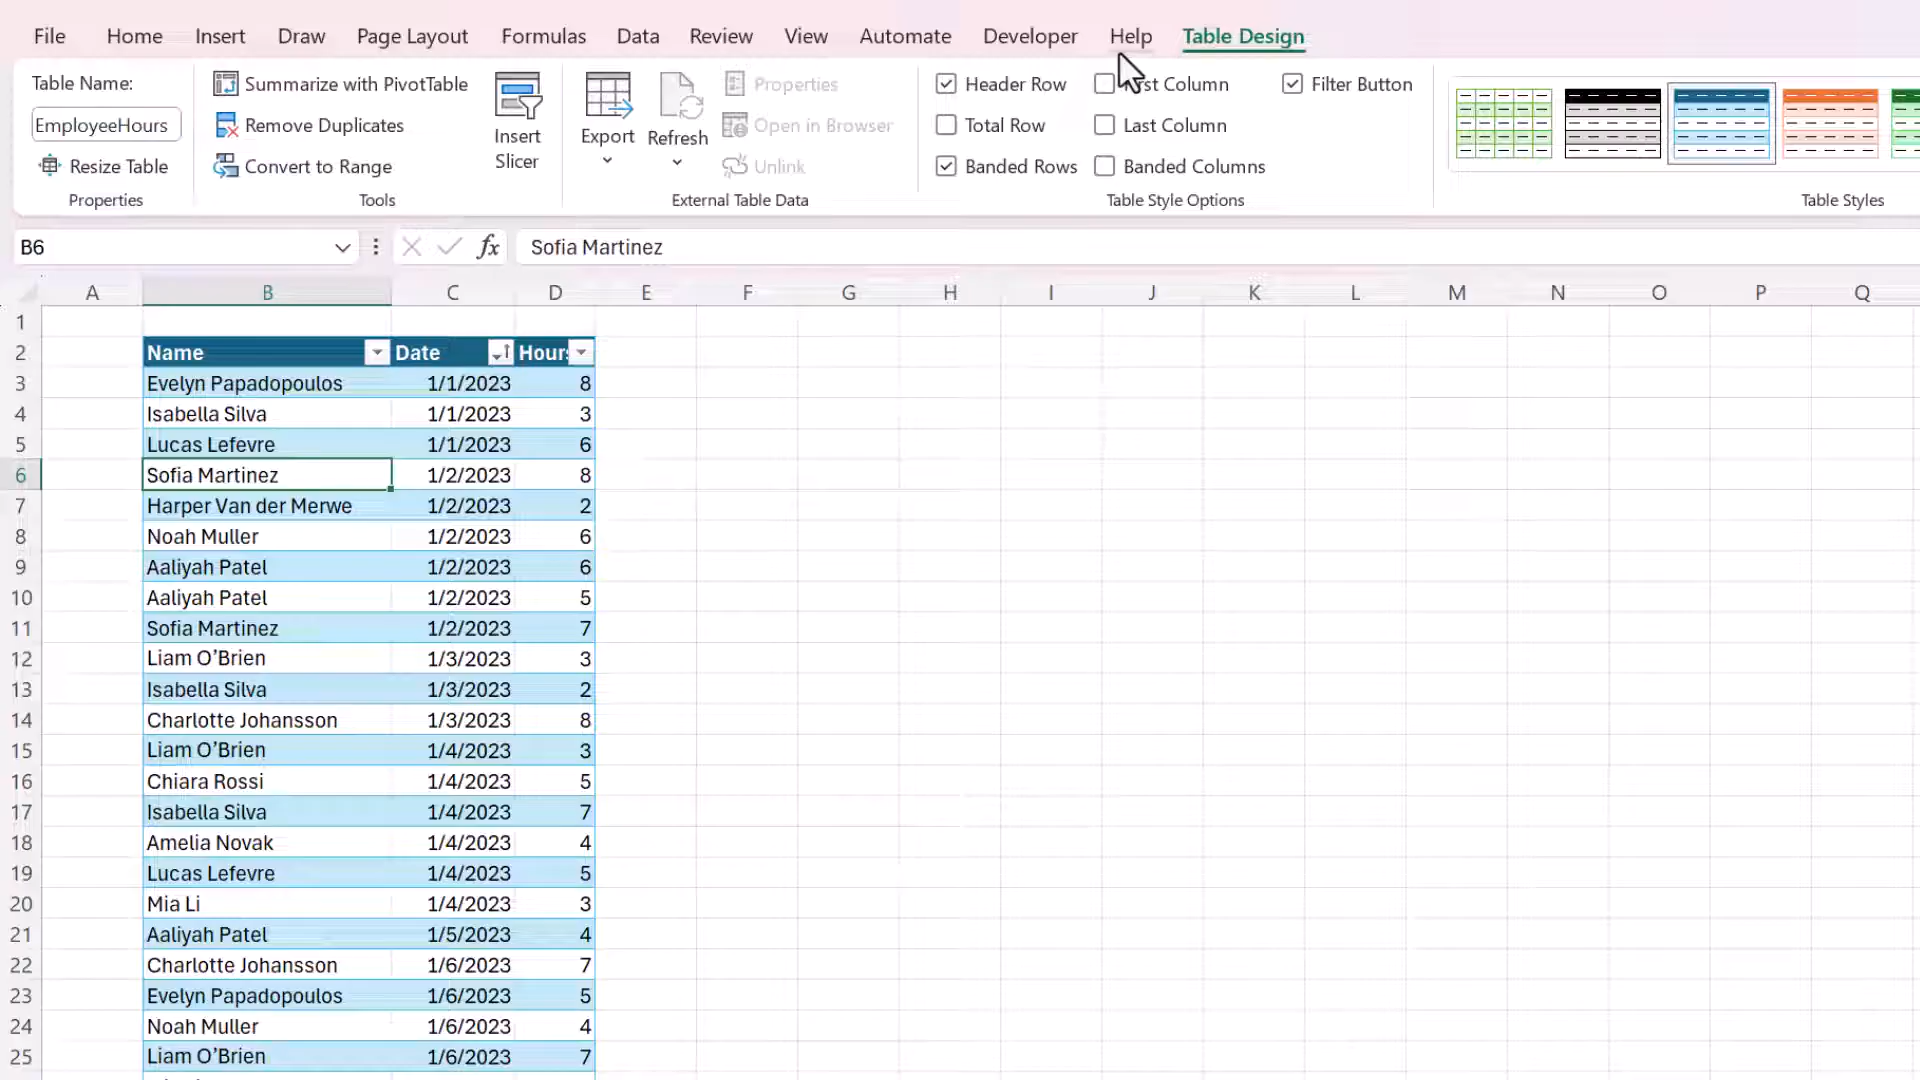 File Home Insert Draw Page Layout Formulas Data Review View Automate Developer Help Table Design
Table Name:
EmployeeHours
Resize Table
Properties
Summarize with PivotTable
Remove Duplicates
Convert to Range
Tools
Insert
Slicer
Export
Refresh
Properties
Open in Browser
Unlink
External Table Data
Header Row
Total Row
Banded Rows
Column
Last Column
Banded Columns
Filter Button
Table Style Options
Table Styles
B6 fx Sofia Martinez
A B C D E F G H I J K L M N O P Q
1
2 Name Date
3 Evelyn Papadopoulos 1/1/2023 8
4 Isabella Silva 1/1/2023 3
5 Lucas Lefevre 1/1/2023 6
6 Sofia Martinez 1/2/2023 8
7 Harper Van der Merwe 1/2/2023 2
8 Noah Muller 1/2/2023 6
9 Aaliyah Patel 1/2/2023 6
10 Aaliyah Patel 1/2/2023 5
11 Sofia Martinez 1/2/2023 7
12 Liam O’Brien 1/3/2023 3
13 Isabella Silva 1/3/2023 2
14 Charlotte Johansson 1/3/2023 8
15 Liam O’Brien 1/4/2023 3
16 Chiara Rossi 1/4/2023 5
17 Isabella Silva 1/4/2023 7
18 Amelia Novak 1/4/2023 4
19 Lucas Lefevre 1/4/2023 5
20 Mia Li 1/4/2023 3
21 Aaliyah Patel 1/5/2023 4
22 Charlotte Johansson 1/6/2023 7
23 Evelyn Papadopoulos 1/6/2023 5
24 Noah Muller 1/6/2023 4
25 Liam O’Brien 1/6/2023 7